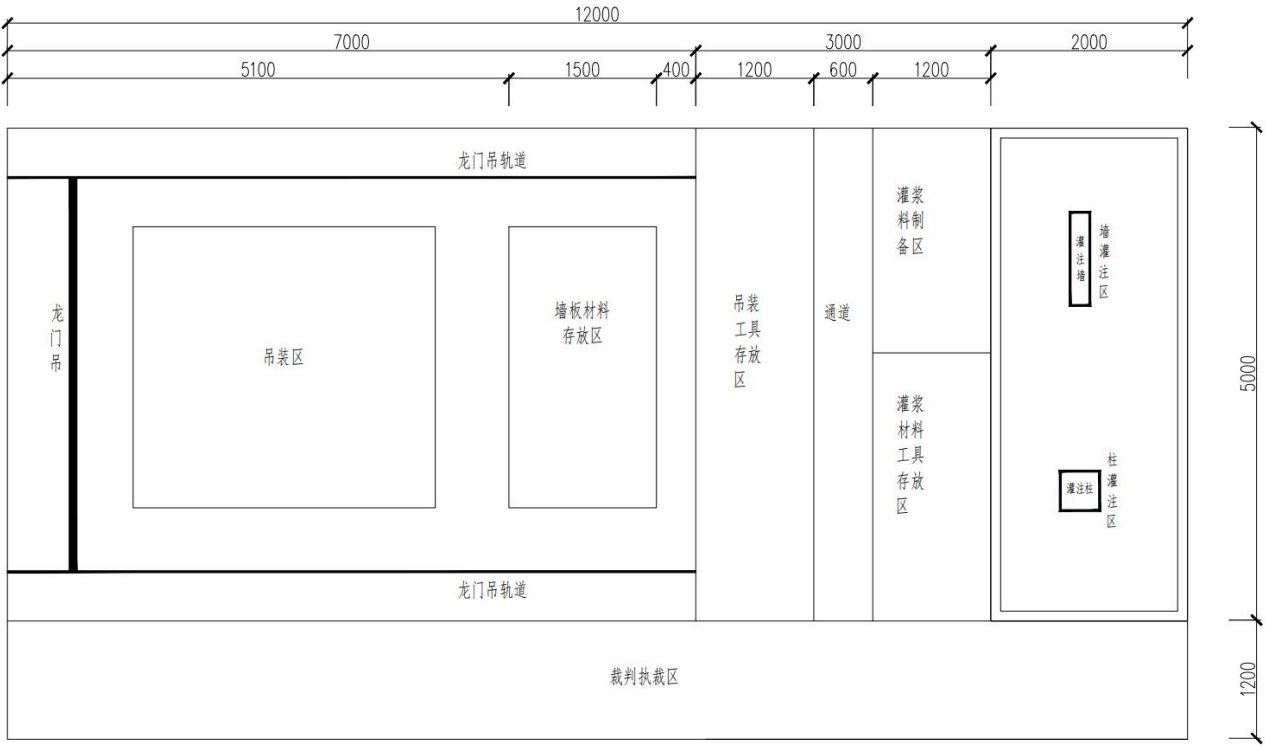 12000
7000
3000
2000
5100
1500
400
1200
600
1200
龙门吊轨道
龙
门
吊
吊装区
墙板材料
存放区
吊装
工具
存放
区
通道
灌浆
料制
备区
灌浆
材料
工具
存放
区
灌
注
墙
墙
灌
注
区
灌注柱
柱
灌
注
区
5000
龙门吊轨道
裁判执裁区
1200